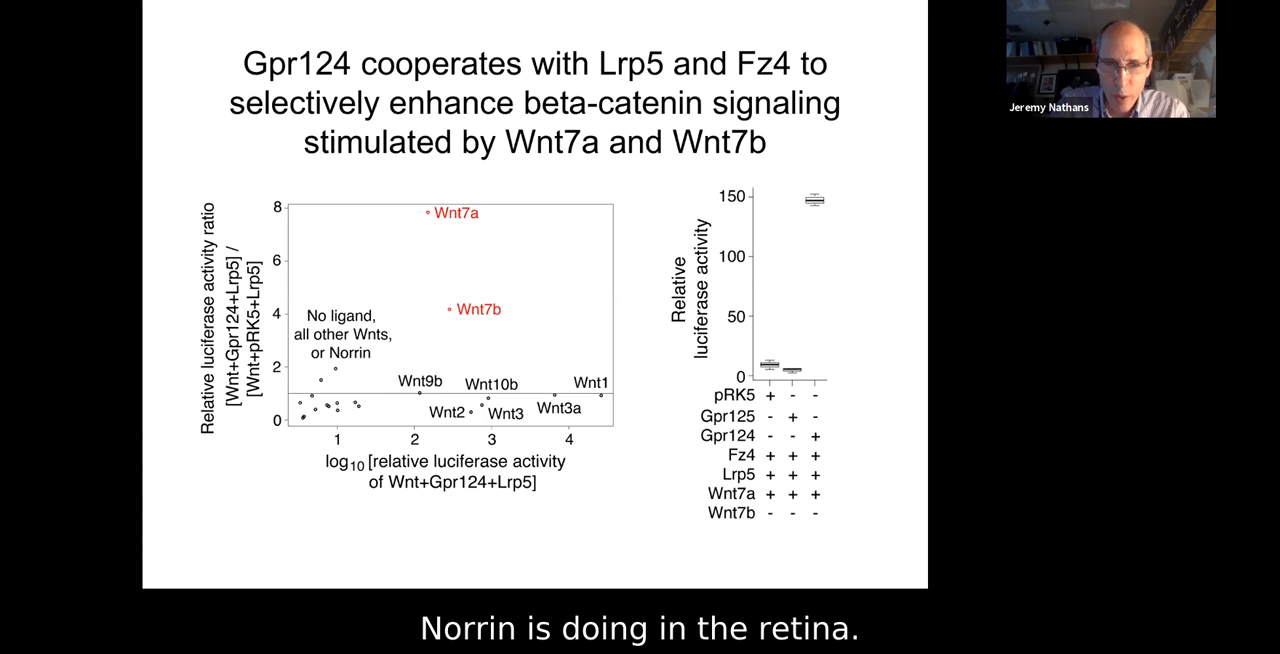 Gpr124 cooperates with Lrp5 and Fz4 to
selectively enhance beta-catenin signaling
stimulated by Wnt7a and Wnt7b
Jeremy Nathans
Relative luciferase activity ratio
[Wnt+Gpr124+Lrp5] /
[Wnt+pRK5+Lrp5]
8
6
4
2
0
Wnt7a
Wnt7b
No ligand,
all other Wnts,
or Norrin
Wnt9b
Wnt10b
Wnt1
Wnt2
Wnt3
Wnt3a
1 2 3 4
log10 [relative luciferase activity
of Wnt+Gpr124+Lrp5]
Relative
luciferase activity
150
100
50
0
pRK5 + - -
Gpr125 - + -
Gpr124 - - +
Fz4 + + +
Lrp5 + + +
Wnt7a + + +
Wnt7b - - -
Norrin is doing in the retina.